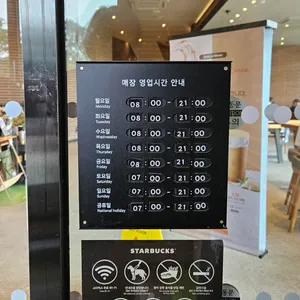 매장 영업시간 안내
월요일 08 : 00 - 21 : 00
Monday
화요일 08 : 00 - 21 : 00
Tuesday
수요일 08 : 00 - 21 : 00
Wednesday
목요일 08 : 00 - 21 : 00
Thursday
금요일 08 : 00 - 21 : 00
Friday
토요일 07 : 00 - 21 : 00
Saturday
일요일 07 : 00 - 21 : 00
Sunday
공휴일 07 : 00 - 21 : 00
National holiday
STARBUCKS